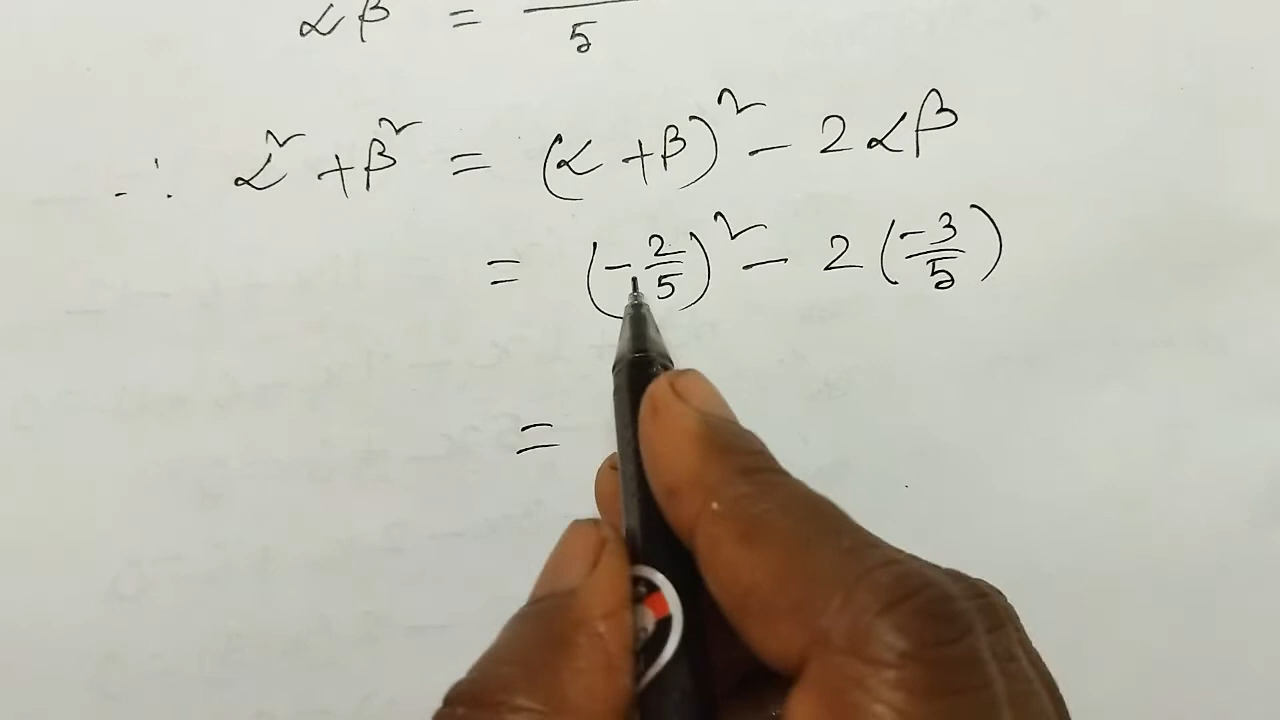 αβ = /5
∴ α² + β² = (α + β)² - 2αβ
= (-2/5)² - 2(-3/5)
=